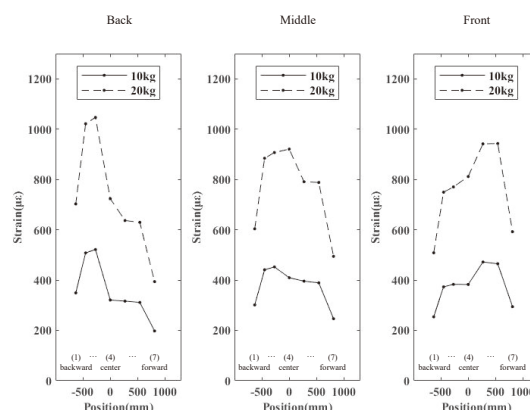 Back
Middle
Front
1200
1000
800
600
400
200
0
Strain(με)
10kg
20kg
(1) ... (4) ... (7)
backward center forward
-500 0 500 1000
Position(mm)
1200
1000
800
600
400
200
0
Strain(με)
10kg
20kg
(1) ... (4) ... (7)
backward center forward
-500 0 500 1000
Position(mm)
1200
1000
800
600
400
200
0
Strain(με)
10kg
20kg
(1) ... (4) ... (7)
backward center forward
-500 0 500 1000
Position(mm)